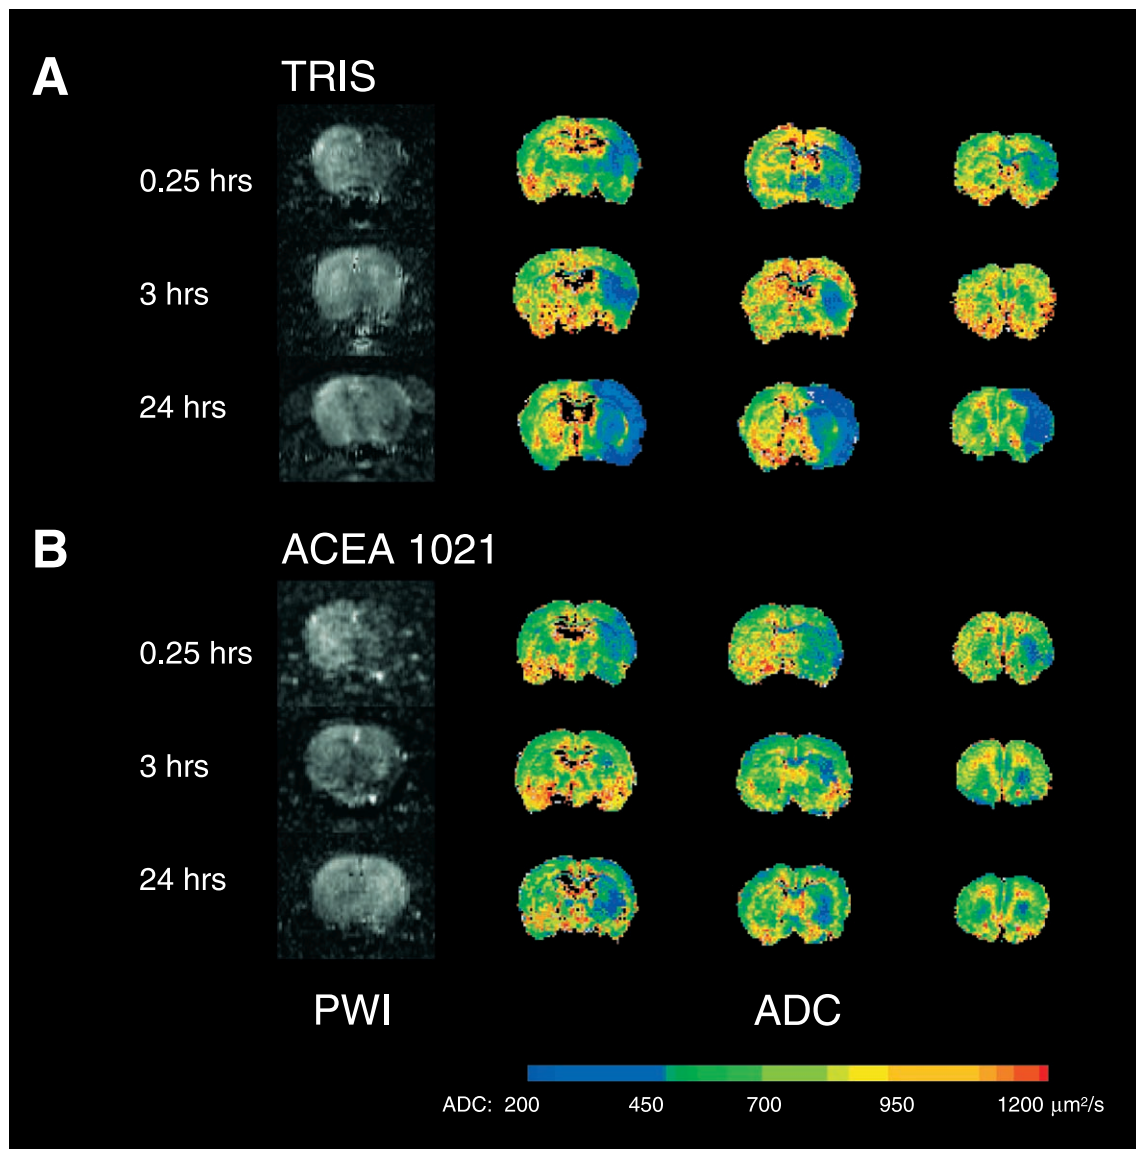 A
TRIS
0.25 hrs
3 hrs
24 hrs
B
ACEA 1021
0.25 hrs
3 hrs
24 hrs
PWI
ADC
ADC: 200 450 700 950 1200 µm²/s